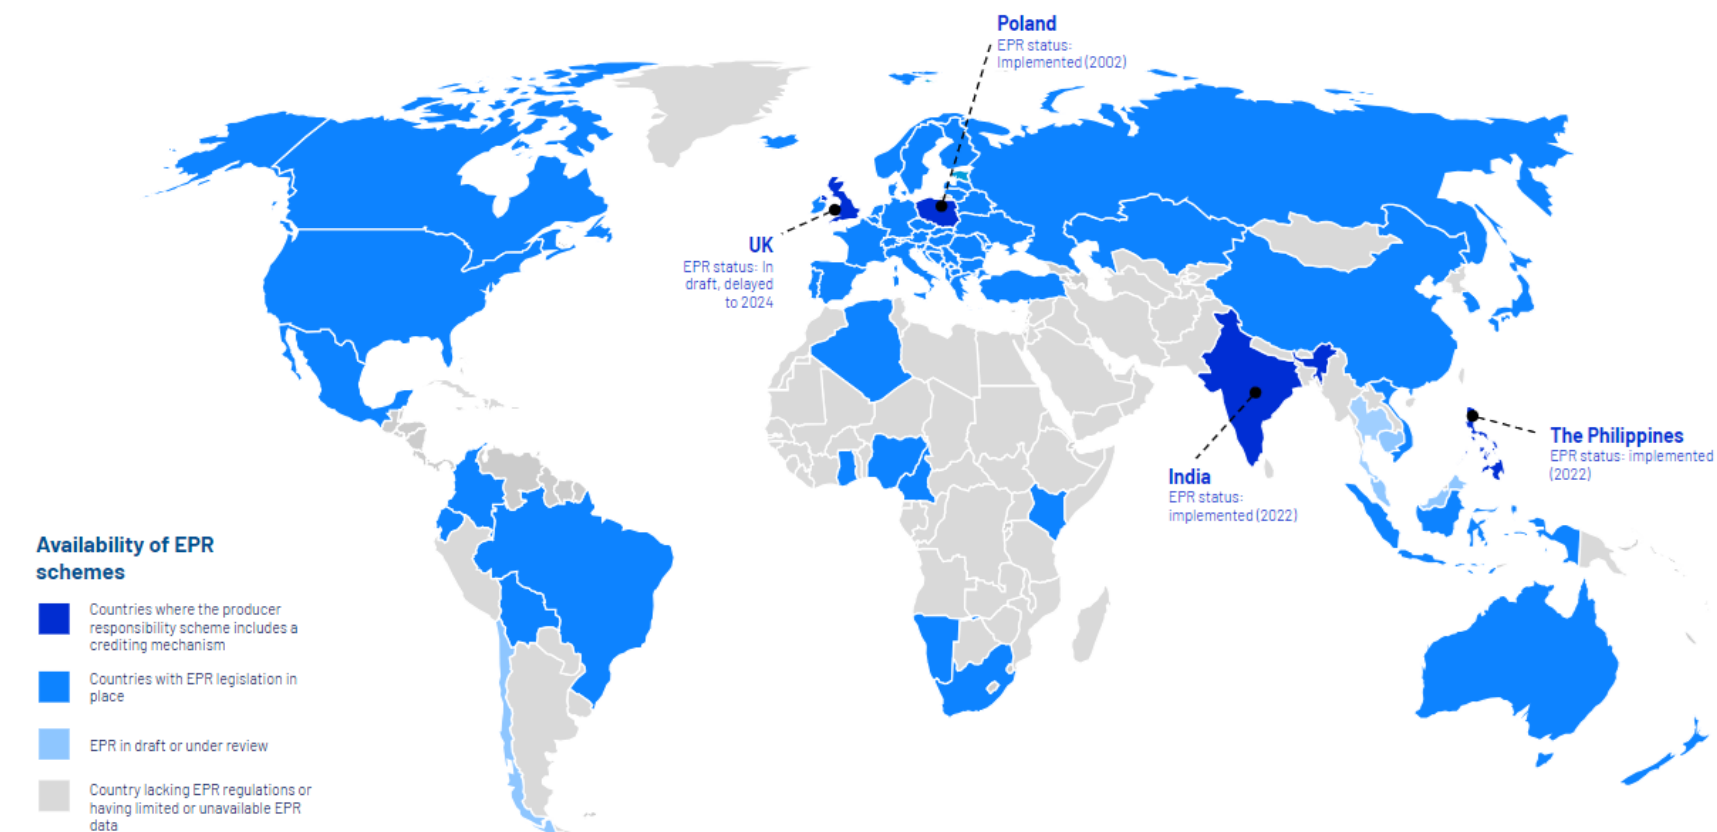 Poland
EPR status:
Implemented (2002)
UK
EPR status: In
draft, delayed
to 2024
The Philippines
EPR status: implemented
(2022)
India
EPR status:
implemented (2022)
Availability of EPR
schemes
Countries where the producer
responsibility scheme includes a
crediting mechanism
Countries with EPR legislation in
place
EPR in draft or under review
Country lacking EPR regulations or
having limited or unavailable EPR
data